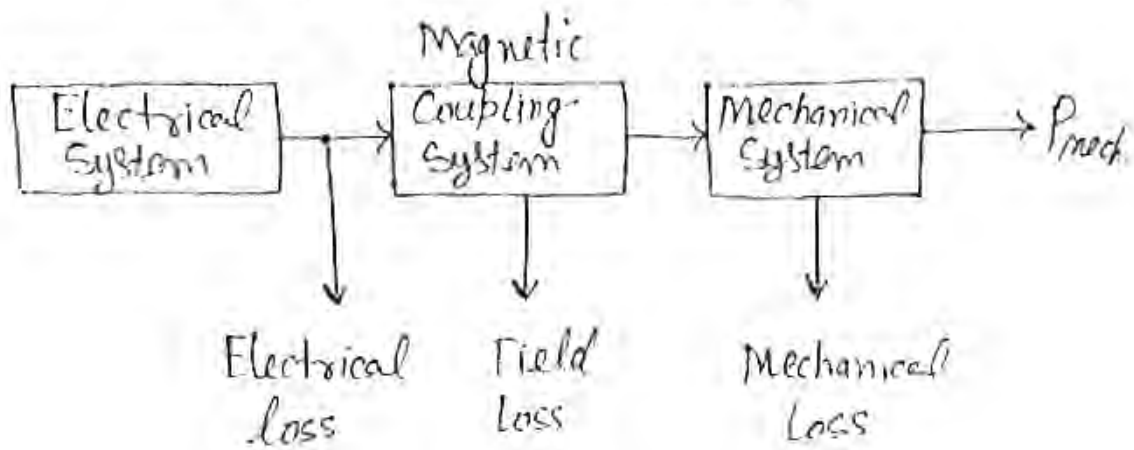 Magnetic
Electrical
System
Coupling
System
Mechanical
System
Pmech.
Electrical
loss
Field
Loss
Mechanical
Loss